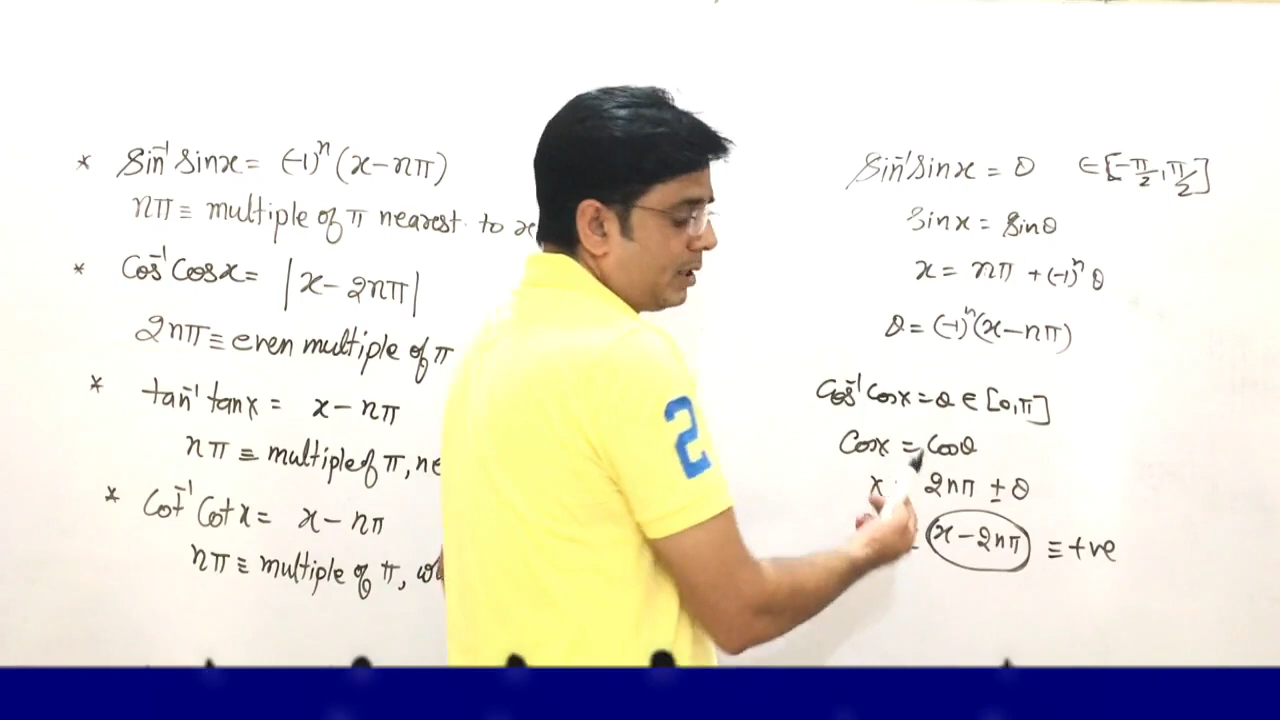 * sin⁻¹ sinx = (-1)ⁿ (x-nπ)
nπ ≡ multiple of π nearest to x
* Cos⁻¹ Cosx = |x - 2nπ|
2nπ ≡ even multiple of π
* tan⁻¹ tanx = x - nπ
nπ ≡ multiple of π, ne
* Cot⁻¹ Cot x = x - nπ
nπ ≡ multiple of π,
2
sin⁻¹ sinx = θ ∈ [-π/2, π/2]
sinx = sinθ
x = nπ + (-1)ⁿ θ
θ = (-1)ⁿ (x-nπ)
Cos⁻¹ Cosx = θ ∈ [0,π]
Cosx = Cosθ
x 2nπ ± θ
(x - 2nπ) ≡ +ve